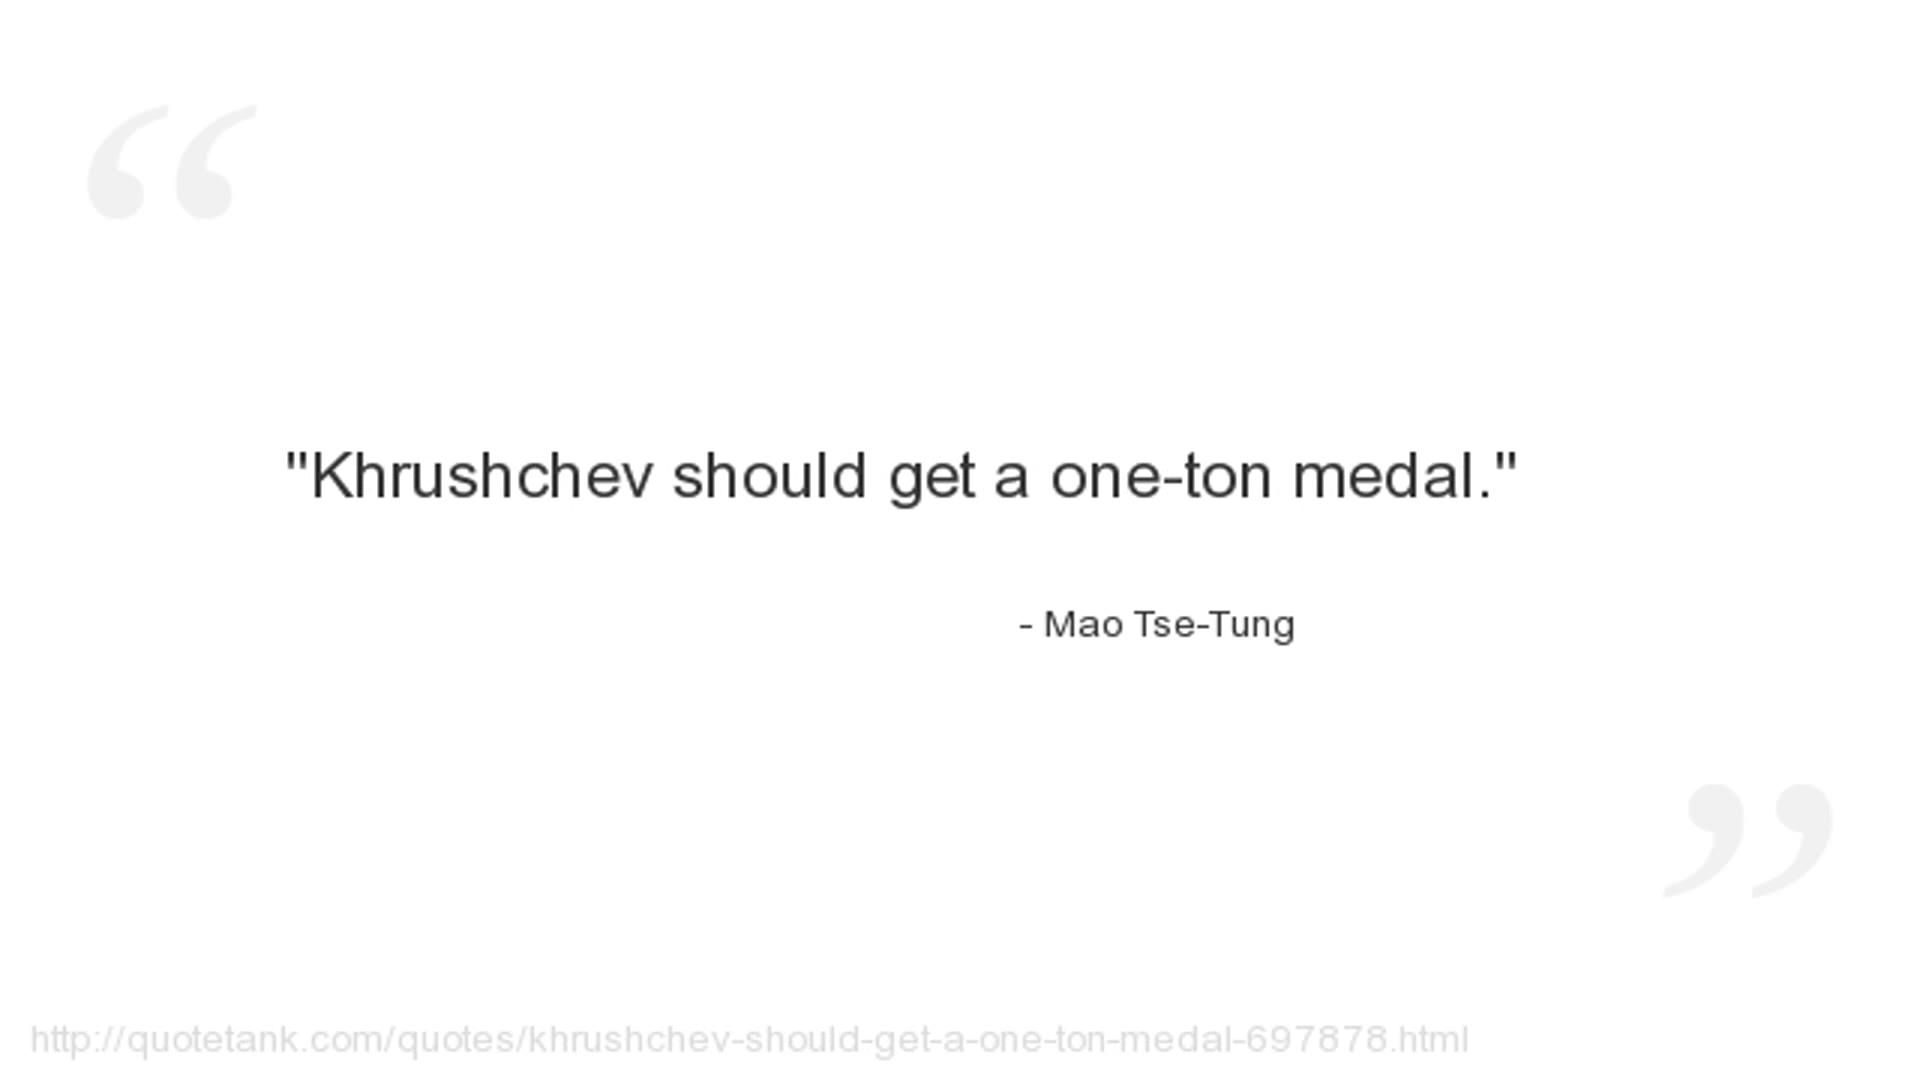 "Khrushchev should get a one-ton medal."
- Mao Tse-Tung
http://quotetank.com/quotes/khrushchev-should-get-a-one-ton-medal-697878.html